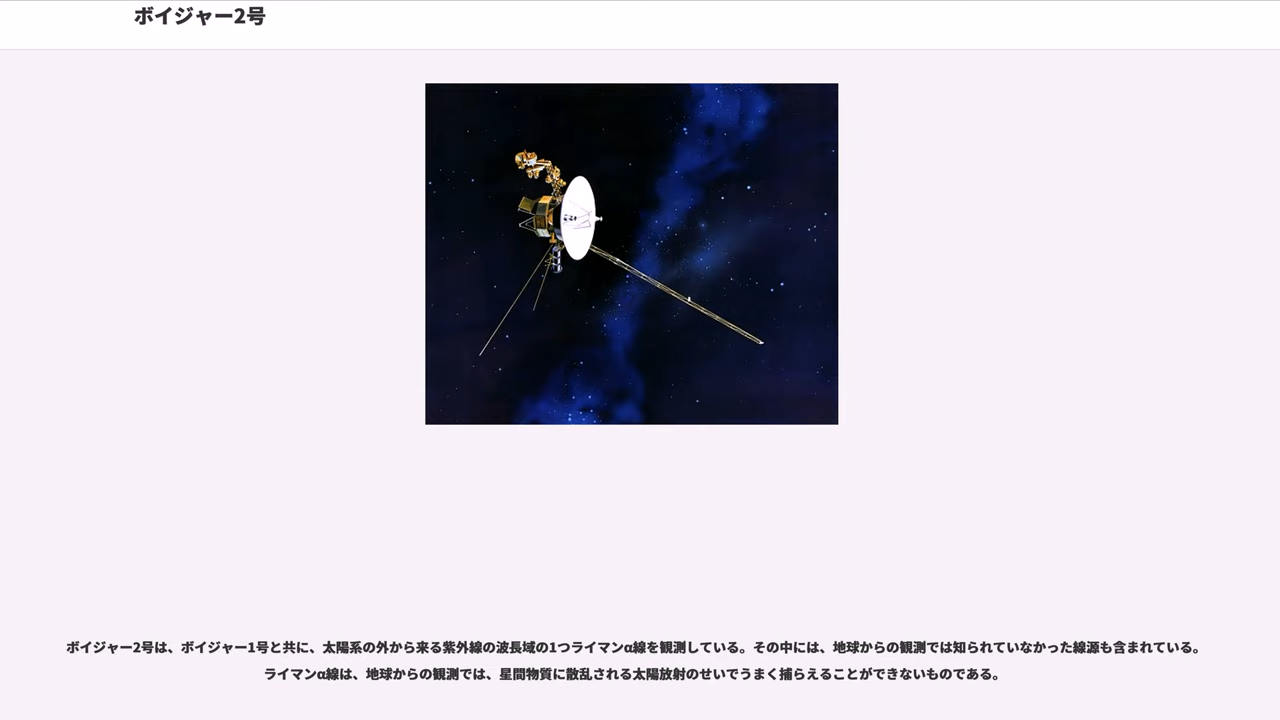 ボイジャー2号
ボイジャー2号は、ボイジャー1号と共に、太陽系の外から来る紫外線の波長域の1つライマンα線を観測している。その中には、地球からの観測では知られていなかった線源も含まれている。
ライマンα線は、地球からの観測では、星間物質に散乱される太陽放射のせいでうまく捕らえることができないものである。